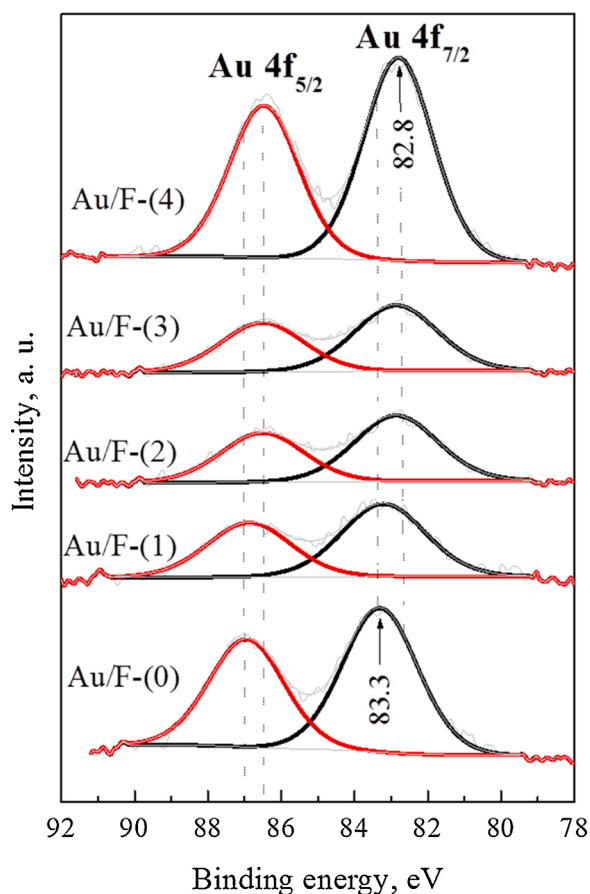 Au 4f5/2
Au 4f7/2
82.8
Au/F-(4)
Au/F-(3)
Au/F-(2)
Au/F-(1)
Au/F-(0)
83.3
Intensity, a. u.
92 90 88 86 84 82 80 78
Binding energy, eV